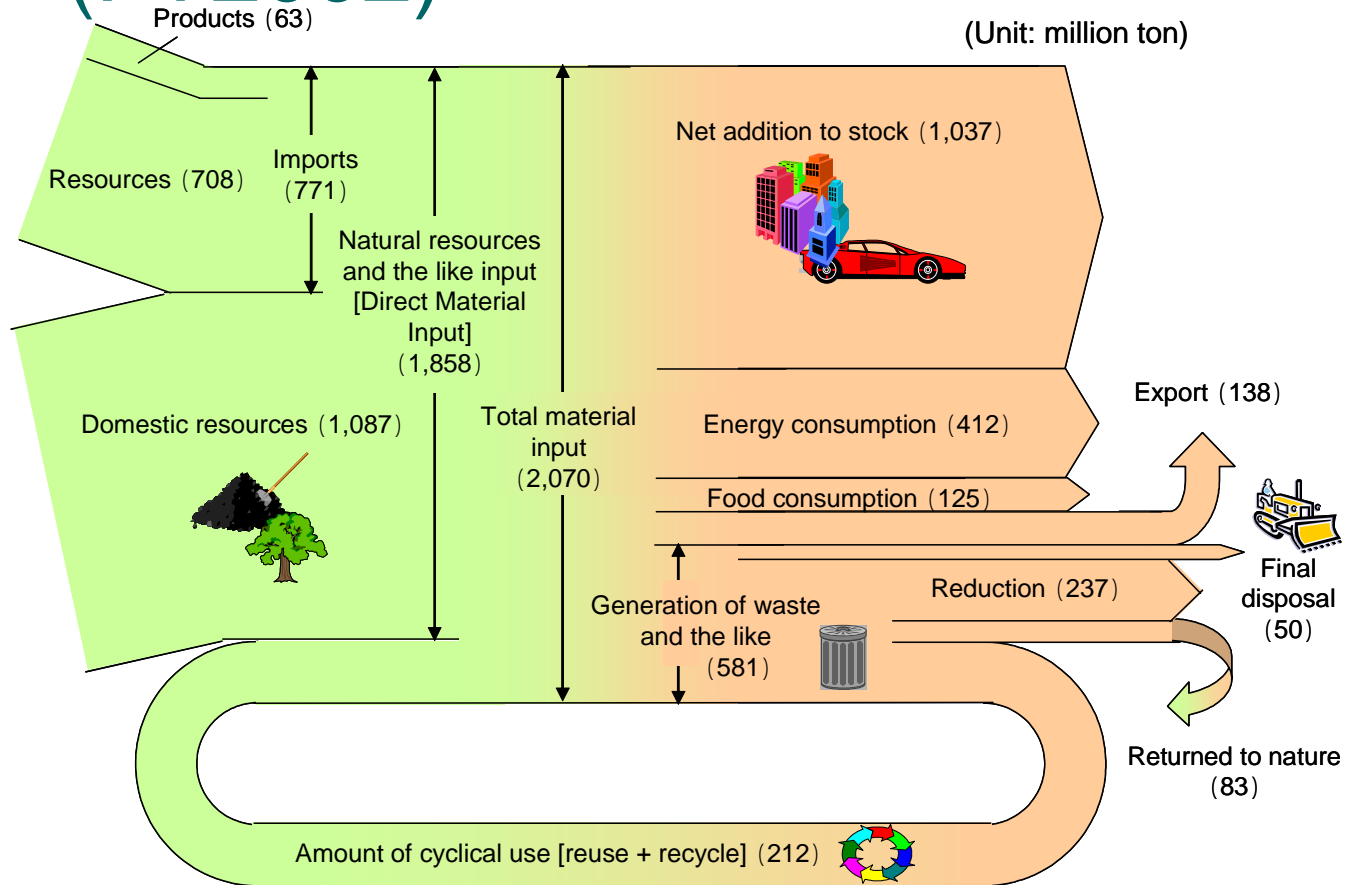 Products (63)
(Unit: million ton)
Net addition to stock (1,037)
Imports
(771)
Resources (708)
Natural resources
and the like input
[Direct Material
Input]
(1,858)
Export (138)
Domestic resources (1,087)
Total material
input
(2,070)
Energy consumption (412)
Food consumption (125)
Final
disposal
(50)
Reduction (237)
Generation of waste
and the like
(581)
Returned to nature
(83)
Amount of cyclical use [reuse + recycle] (212)